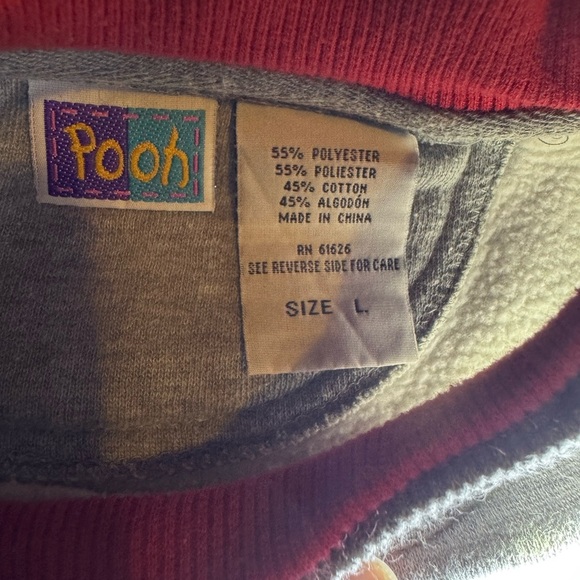 Pooh
55% POLYESTER
55% POLIESTER
45% COTTON
45% ALGODÓN
MADE IN CHINA
RN 61626
SEE REVERSE SIDE FOR CARE
SIZE L.